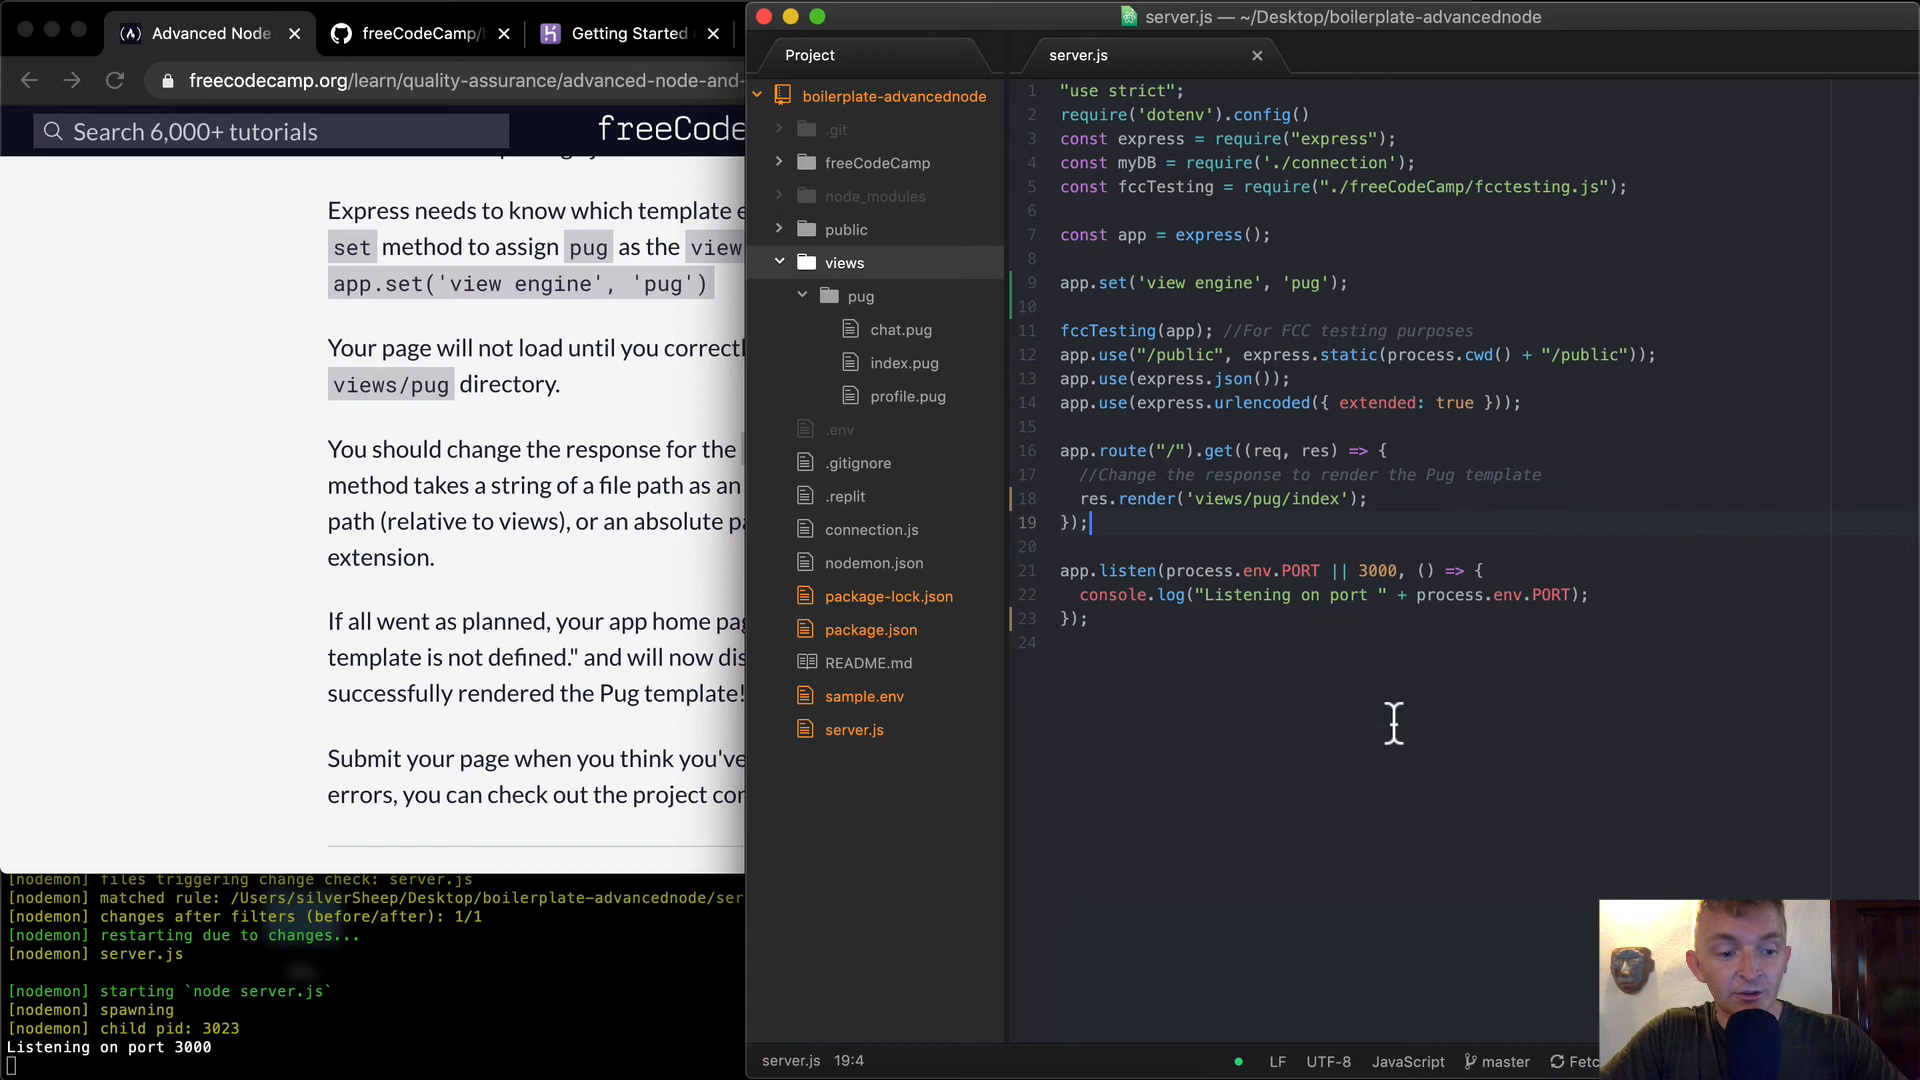 Advanced Node
freeCodeCamp/
Getting Started
freecodecamp.org/learn/quality-assurance/advanced-node-and-
Search 6,000+ tutorials
freeCode
Express needs to know which template e
set method to assign pug as the view
app.set('view engine', 'pug')
Your page will not load until you correctl
views/pug directory.
You should change the response for the
method takes a string of a file path as an
path (relative to views), or an absolute pa
extension.
If all went as planned, your app home pag
template is not defined." and will now dis
successfully rendered the Pug template!
Submit your page when you think you've
errors, you can check out the project con
[nodemon] files triggering change check: server.js
[nodemon] matched rule: /Users/silverSheep/Desktop/boilerplate-advancednode/ser
[nodemon] changes after filters (before/after): 1/1
[nodemon] restarting due to changes...
[nodemon] server.js
[nodemon] starting `node server.js`
[nodemon] spawning
[nodemon] child pid: 3023
Listening on port 3000
server.js — ~/Desktop/boilerplate-advancednode
Project
boilerplate-advancednode
.git
freeCodeCamp
node_modules
public
views
pug
chat.pug
index.pug
profile.pug
.env
.gitignore
.replit
connection.js
nodemon.json
package-lock.json
package.json
README.md
sample.env
server.js
server.js
1 "use strict";
2 require('dotenv').config()
3 const express = require("express");
4 const myDB = require('./connection');
5 const fccTesting = require("./freeCodeCamp/fcctesting.js");
6
7 const app = express();
8
9 app.set('view engine', 'pug');
10
11 fccTesting(app); //For FCC testing purposes
12 app.use("/public", express.static(process.cwd() + "/public"));
13 app.use(express.json());
14 app.use(express.urlencoded({ extended: true }));
15
16 app.route("/").get((req, res) => {
17 //Change the response to render the Pug template
18 res.render('views/pug/index');
19 });
20
21 app.listen(process.env.PORT || 3000, () => {
22 console.log("Listening on port " + process.env.PORT);
23 });
24
server.js 19:4
LF UTF-8 JavaScript master Fetc